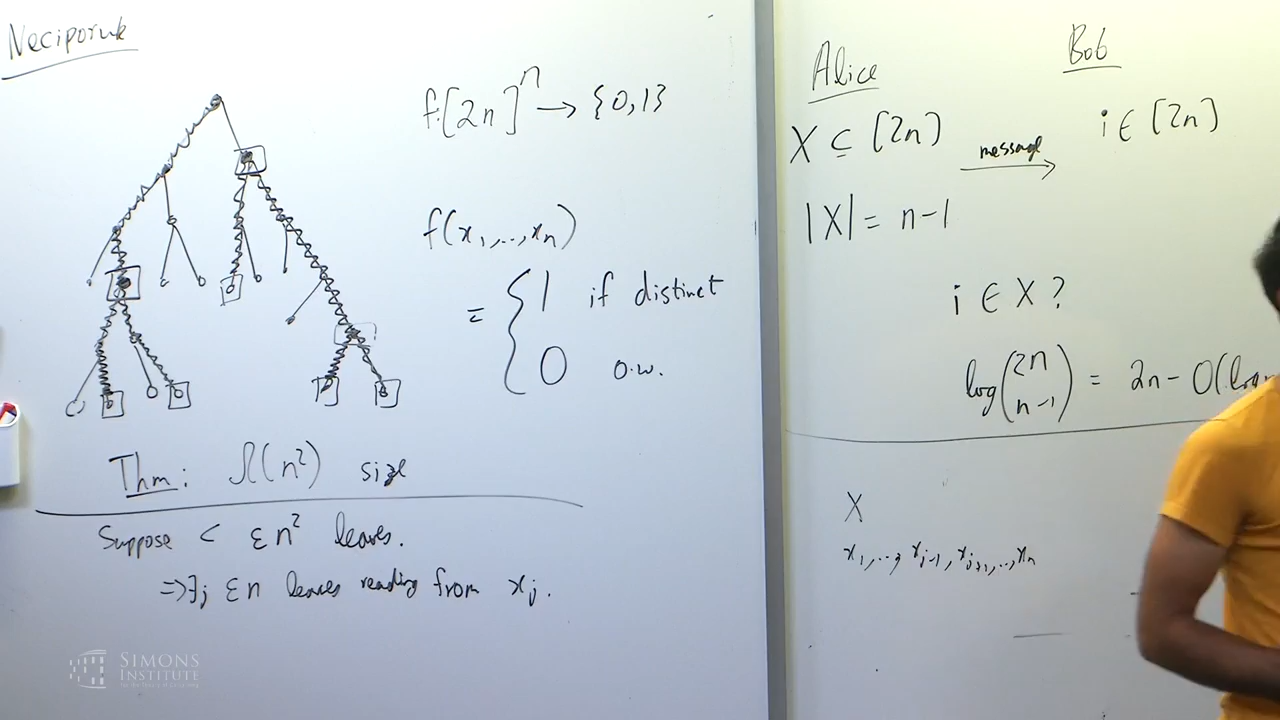 Neciporuk
f:[2n]^n → {0,1}
f(x_1,..,x_n)
= { 1 if distinct
0 o.w.
Thm: Ω(n²) size
Suppose < εn² leaves.
=> ∃j εn leaves reading from x_j.
SIMONS
INSTITUTE
Alice
Bob
X ⊆ [2n] message → i ∈ [2n]
|X| = n-1
i ∈ X ?
log(2n n-1) = 2n - O(log
X
x_1,..,x_{j-1},x_{j+1},..,x_n